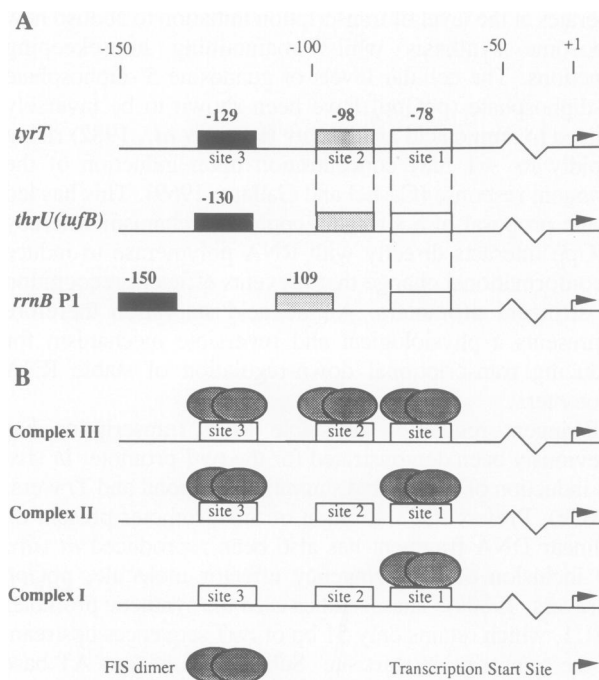 A
-150
-100
-50
+1
-129
-98
-78
tyrT
site 3
site 2
site 1
-130
thrU(tufB)
-150
-109
rrnB P1
B
Complex III
site 3
site 2
site 1
Complex II
site 3
site 2
site 1
Complex I
site 3
site 2
site 1
FIS dimer
Transcription Start Site